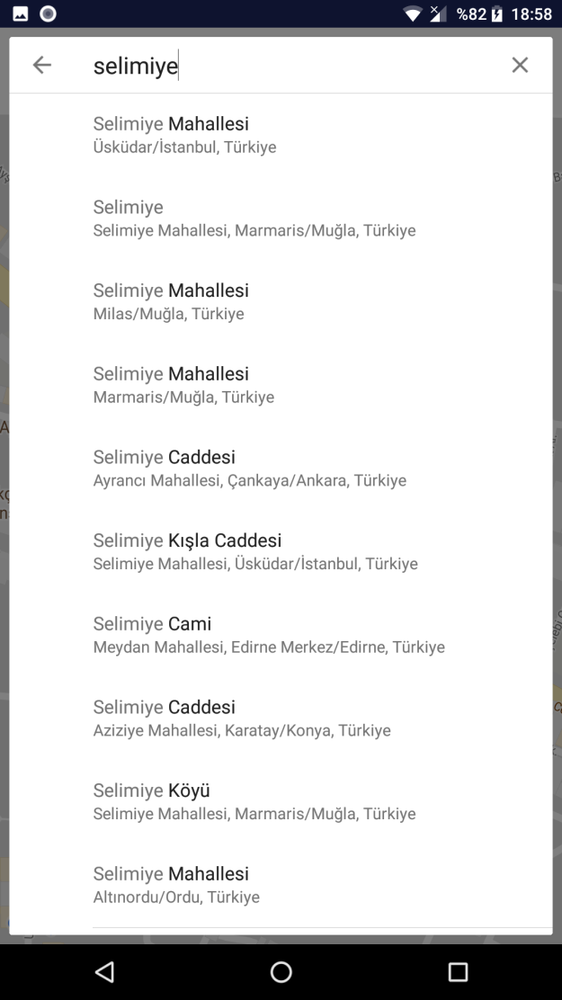 %82 18:58
selimiye
Selimiye Mahallesi
Üsküdar/İstanbul, Türkiye
Selimiye
Selimiye Mahallesi, Marmaris/Muğla, Türkiye
Selimiye Mahallesi
Milas/Muğla, Türkiye
Selimiye Mahallesi
Marmaris/Muğla, Türkiye
Selimiye Caddesi
Ayrancı Mahallesi, Çankaya/Ankara, Türkiye
Selimiye Kışla Caddesi
Selimiye Mahallesi, Üsküdar/İstanbul, Türkiye
Selimiye Cami
Meydan Mahallesi, Edirne Merkez/Edirne, Türkiye
Selimiye Caddesi
Aziziye Mahallesi, Karatay/Konya, Türkiye
Selimiye Köyü
Selimiye Mahallesi, Marmaris/Muğla, Türkiye
Selimiye Mahallesi
Altınordu/Ordu, Türkiye